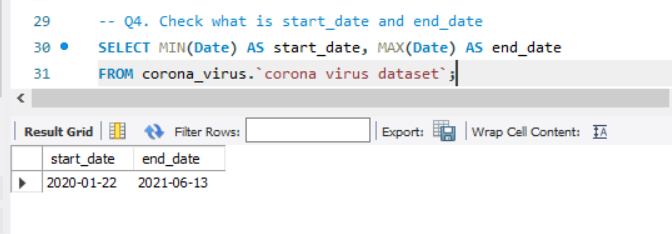 29 -- Q4. Check what is start_date and end_date
30 SELECT MIN(Date) AS start_date, MAX(Date) AS end_date
31 FROM corona_virus.`corona virus dataset`;
Result Grid Filter Rows: Export: Wrap Cell Content: IA
start_date end_date
2020-01-22 2021-06-13